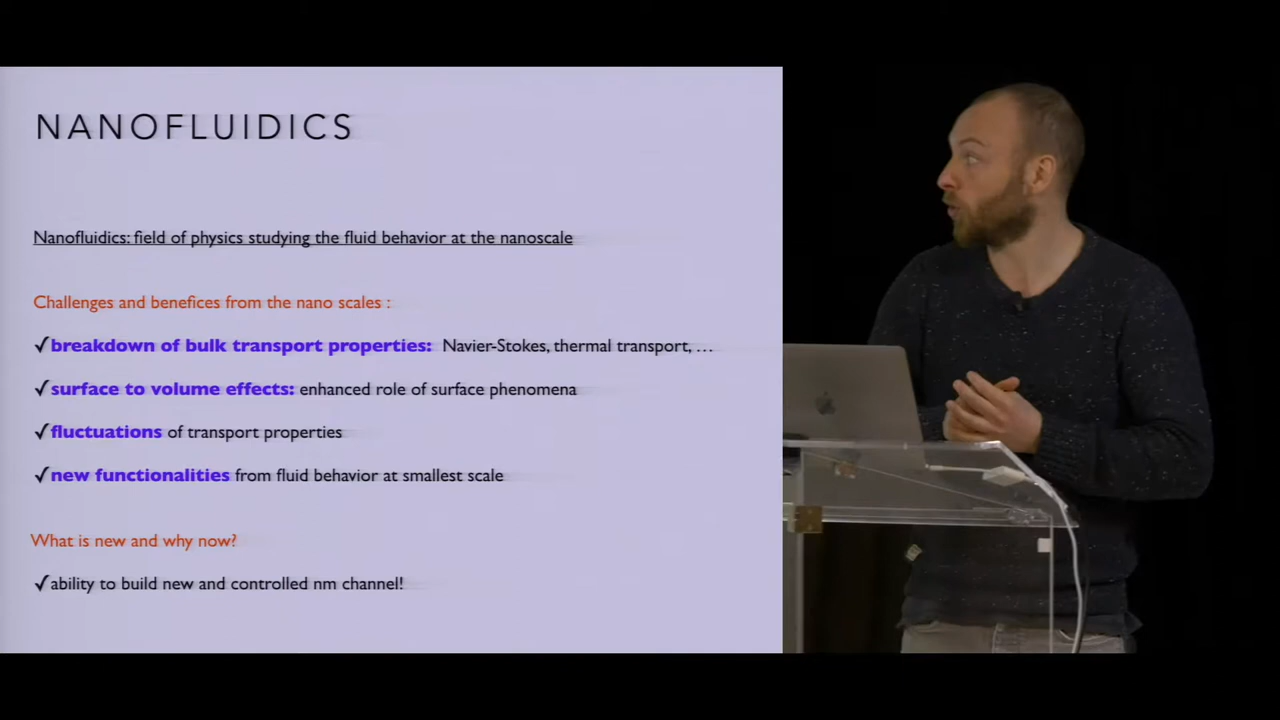 NANOFLUIDICS
Nanofluidics: field of physics studying the fluid behavior at the nanoscale
Challenges and benefices from the nano scales :
✓breakdown of bulk transport properties: Navier-Stokes, thermal transport, …
✓surface to volume effects: enhanced role of surface phenomena
✓fluctuations of transport properties
✓new functionalities from fluid behavior at smallest scale
What is new and why now?
✓ability to build new and controlled nm channel!